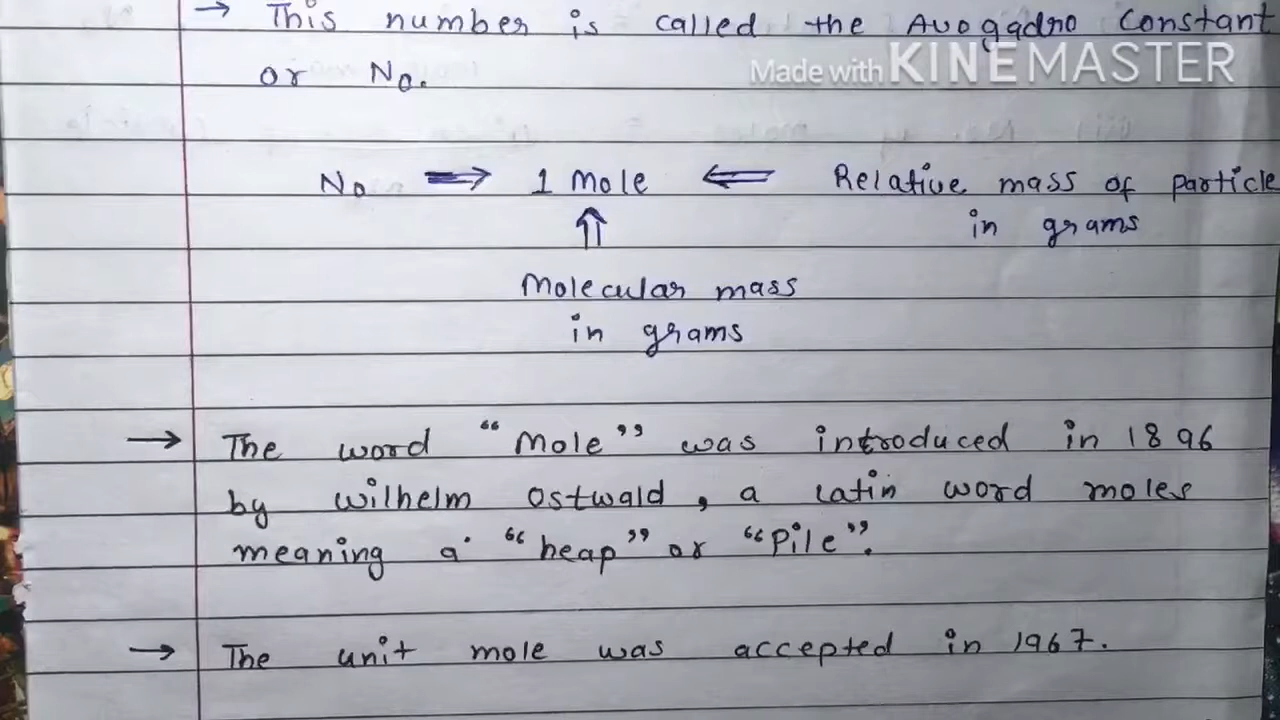 → This number is called the Avogadro Constant
Made with KINEMASTER
or No.
No ⇒ 1 Mole ⇐ Relative mass of particle
in grams
⇑
Molecular mass
in grams
→ The word "Mole" was introduced in 1896
by Wilhelm Ostwald, a Latin word moles
meaning a "heap" or "Pile".
→ The unit mole was accepted in 1967.